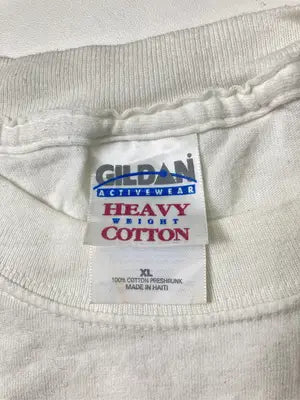 GILDAN
ACTIVEWEAR
HEAVY
WEIGHT
COTTON
XL
100% COTTON PRESHRUNK
MADE IN HAITI